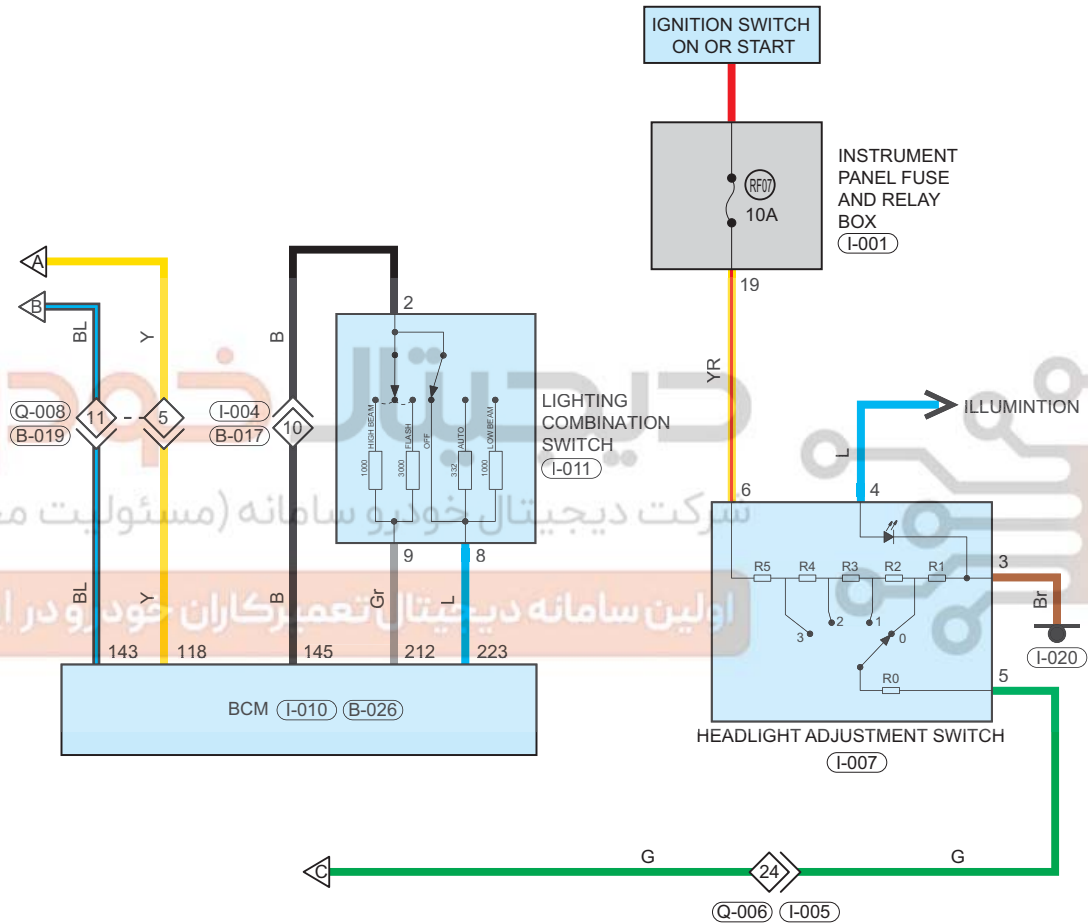 IGNITION SWITCH
ON OR START
RF07
10A
INSTRUMENT
PANEL FUSE
AND RELAY
BOX
I-001
19
A
B
BL
Y
B
2
YR
Q-008
B-019
11
5
I-004
B-017
10
HIGH BEAM
FLASH
OFF
AUTO
LOW BEAM
1000
3000
332
1000
LIGHTING
COMBINATION
SWITCH
I-011
ILLUMINTION
L
دیجیتال خودرو
شرکت دیجیتال خودرو سامانه (مسئولیت
6
4
9
8
R5
R4
R3
R2
R1
3
BL
Y
B
Gr
L
اولین سامانه دیجیتال تعمیرکاران خودرو در
3
2
1
0
Br
I-020
143
118
145
212
223
R0
5
BCM
I-010
B-026
HEADLIGHT ADJUSTMENT SWITCH
I-007
C
G
24
G
Q-006
I-005